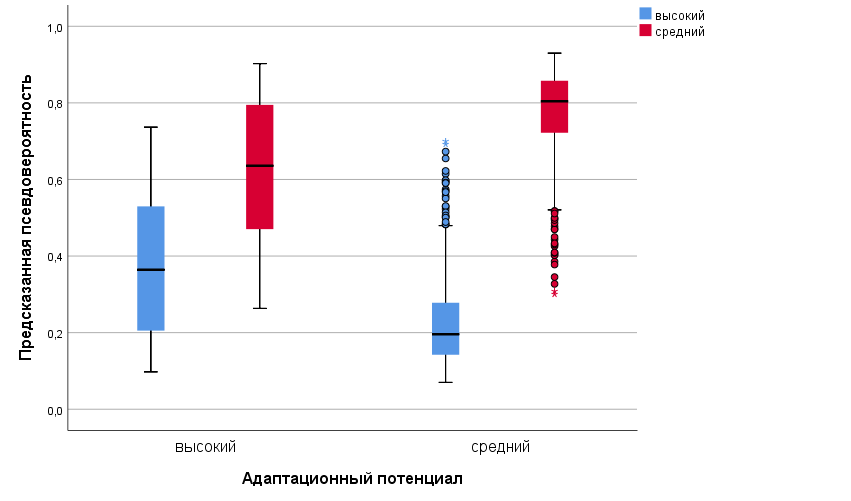 высокий
средний
1,0
0,8
0,6
0,4
0,2
0,0
Предсказанная псевдовероятность
высокий
средний
Адаптационный потенциал